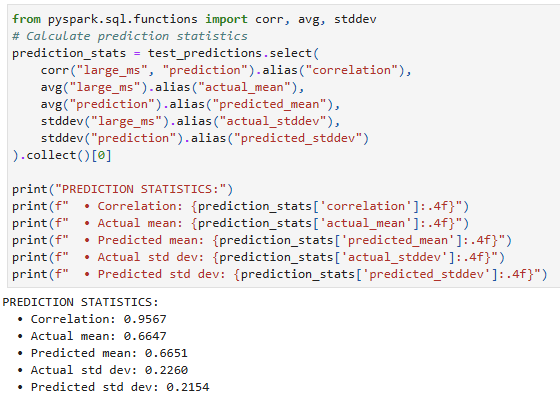 from pyspark.sql.functions import corr, avg, stddev
# Calculate prediction statistics
prediction_stats = test_predictions.select(
    corr("large_ms", "prediction").alias("correlation"),
    avg("large_ms").alias("actual_mean"),
    avg("prediction").alias("predicted_mean"),
    stddev("large_ms").alias("actual_stddev"),
    stddev("prediction").alias("predicted_stddev")
).collect()[0]

print("PREDICTION STATISTICS:")
print(f"  • Correlation: {prediction_stats['correlation']:.4f}")
print(f"  • Actual mean: {prediction_stats['actual_mean']:.4f}")
print(f"  • Predicted mean: {prediction_stats['predicted_mean']:.4f}")
print(f"  • Actual std dev: {prediction_stats['actual_stddev']:.4f}")
print(f"  • Predicted std dev: {prediction_stats['predicted_stddev']:.4f}")
PREDICTION STATISTICS:
  • Correlation: 0.9567
  • Actual mean: 0.6647
  • Predicted mean: 0.6651
  • Actual std dev: 0.2260
  • Predicted std dev: 0.2154